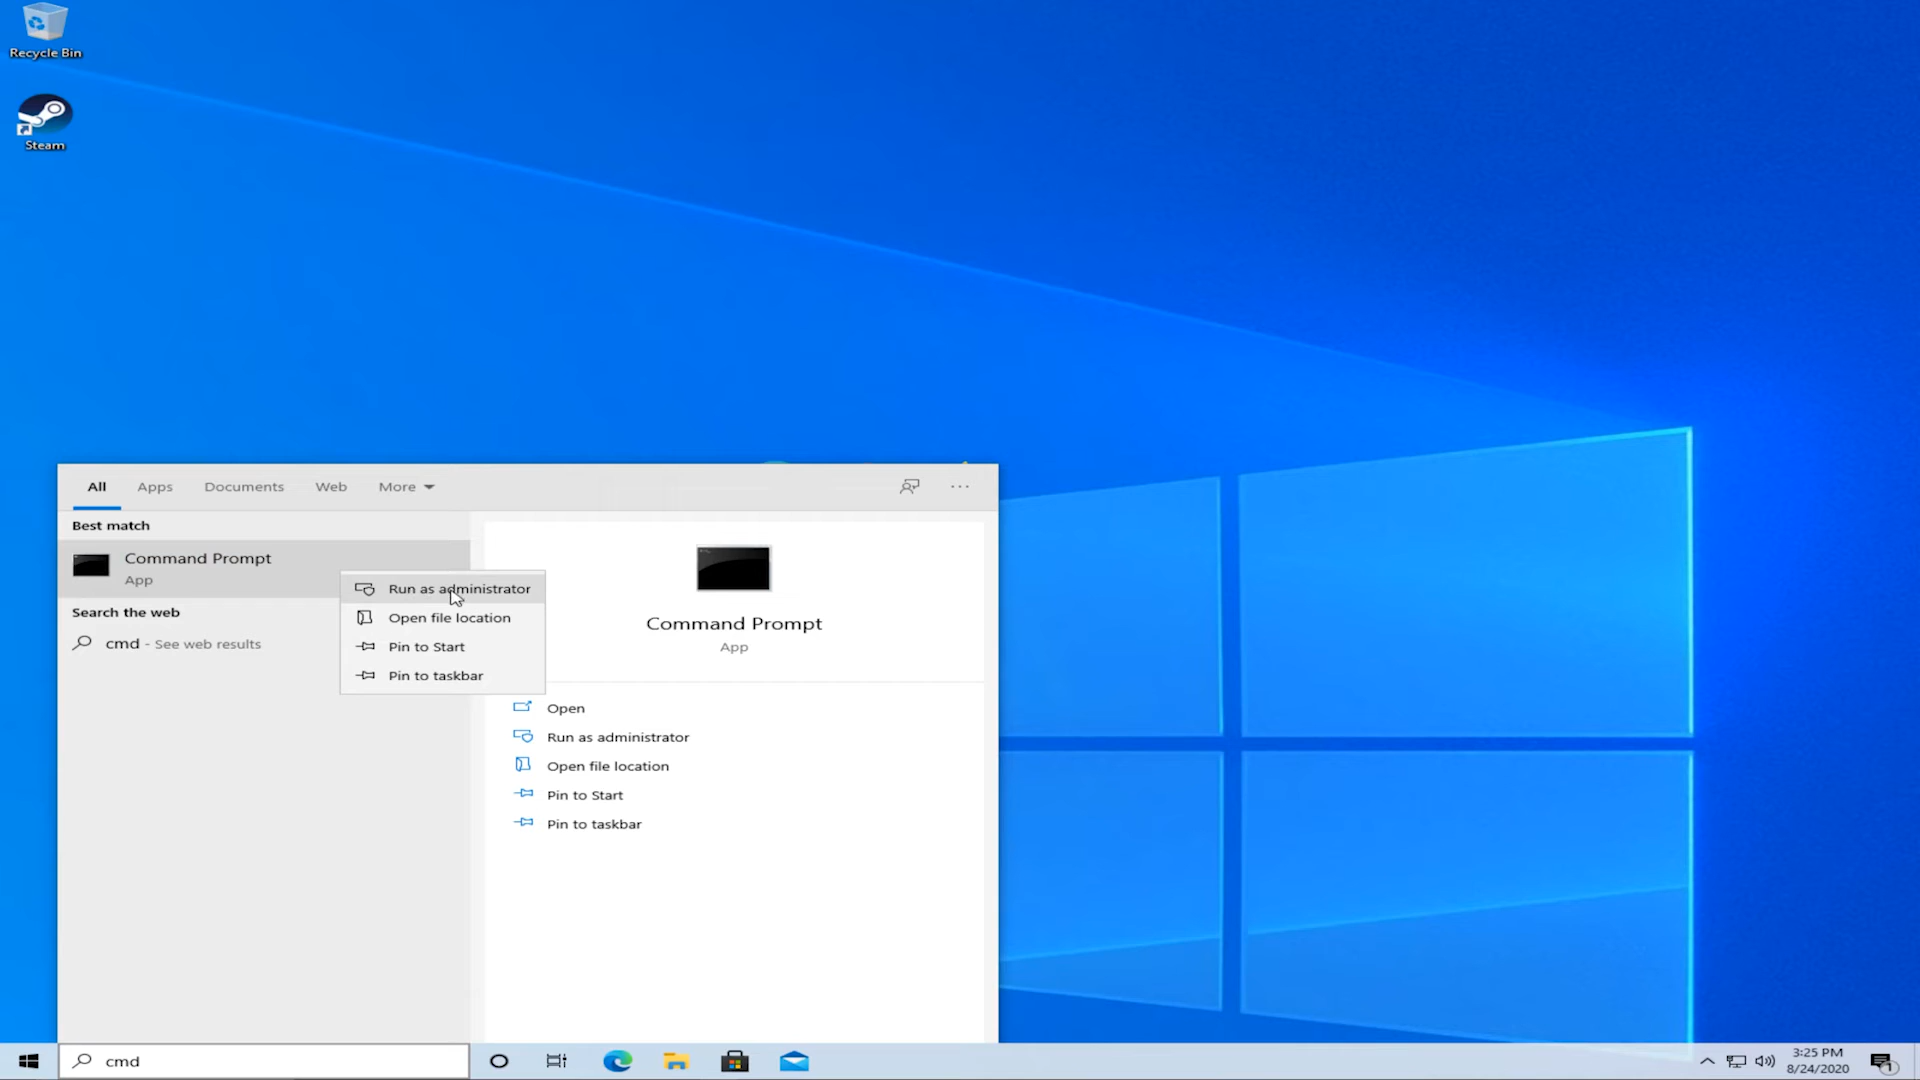 Recycle Bin
Steam
All Apps Documents Web More
Best match
Command Prompt
App
Search the web
cmd - See web results
Run as administrator
Open file location
Pin to Start
Pin to taskbar
Command Prompt
App
Open
Run as administrator
Open file location
Pin to Start
Pin to taskbar
cmd
3:25 PM
8/24/2020
1